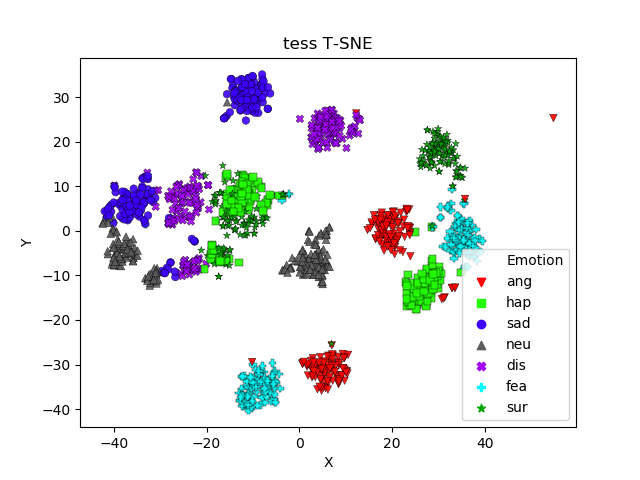 tess T-SNE
30
20
10
0
−10
−20
−30
−40
Y
−40
−20
0
20
40
X
Emotion
ang
hap
sad
neu
dis
fea
sur